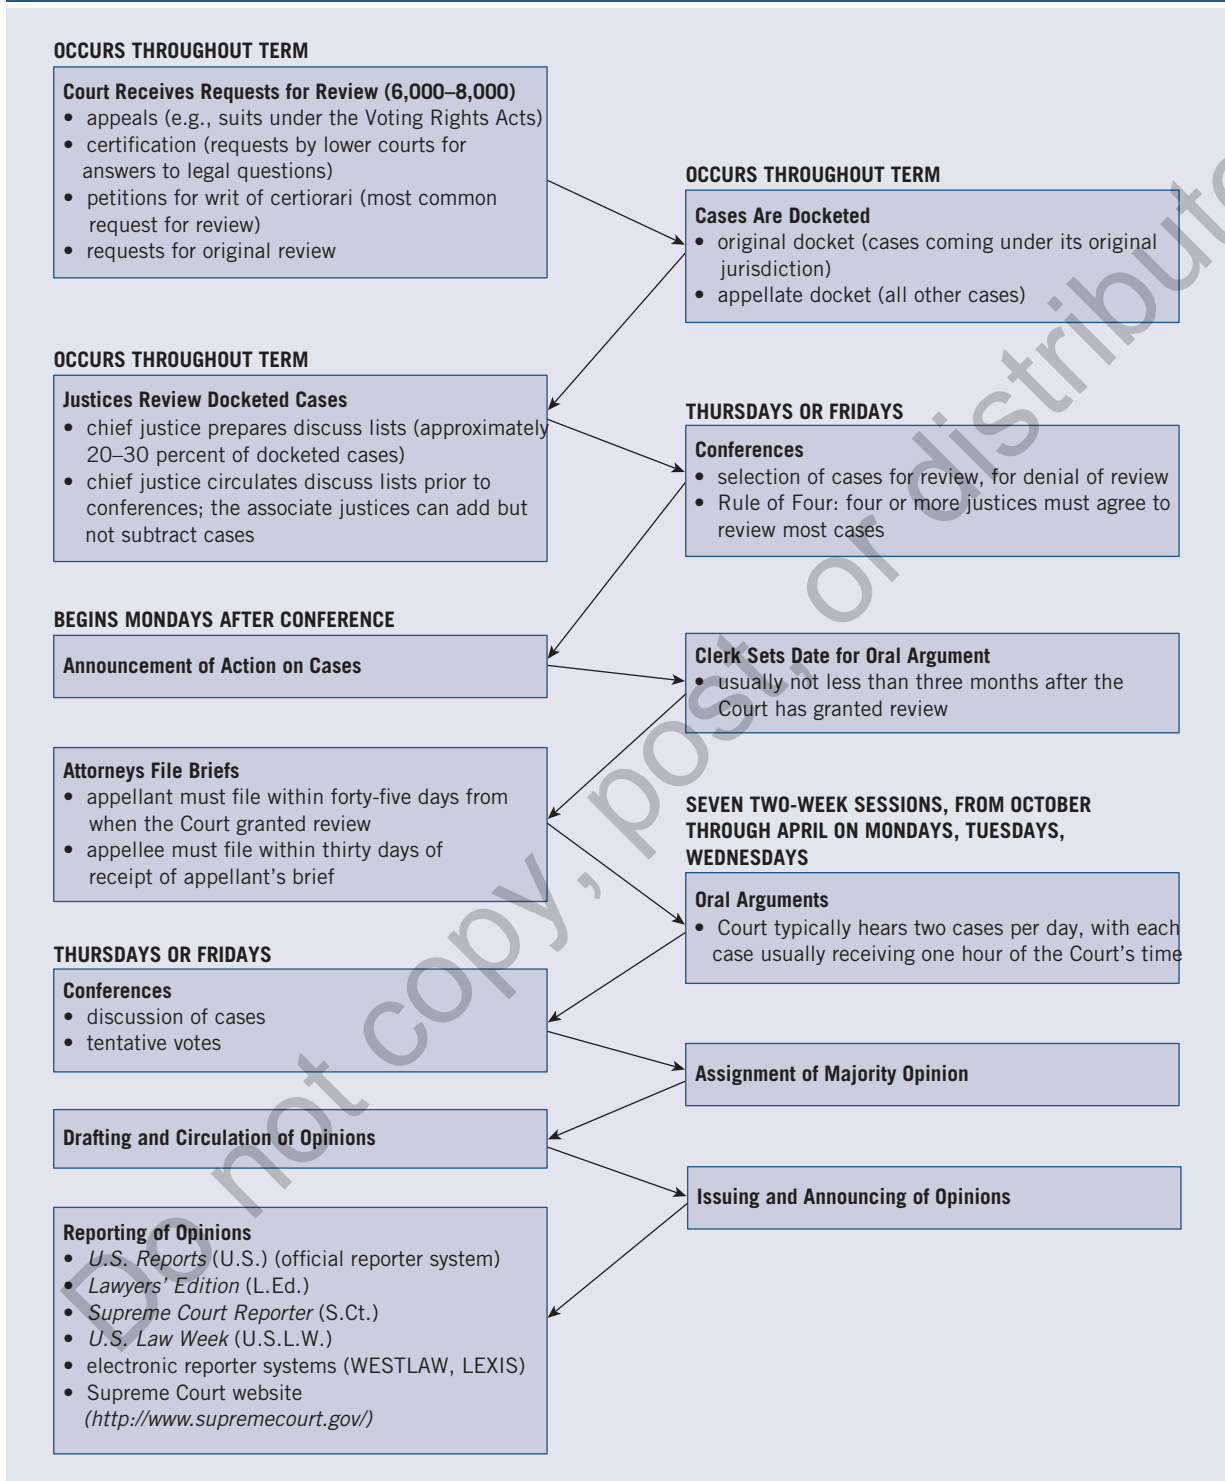 OCCURS THROUGHOUT TERM
Court Receives Requests for Review (6,000–8,000)
• appeals (e.g., suits under the Voting Rights Acts)
• certification (requests by lower courts for
answers to legal questions)
• petitions for writ of certiorari (most common
request for review)
• requests for original review
OCCURS THROUGHOUT TERM
Cases Are Docketed
• original docket (cases coming under its original
jurisdiction)
• appellate docket (all other cases)
OCCURS THROUGHOUT TERM
Justices Review Docketed Cases
• chief justice prepares discuss lists (approximately
20–30 percent of docketed cases)
• chief justice circulates discuss lists prior to
conferences; the associate justices can add but
not subtract cases
THURSDAYS OR FRIDAYS
Conferences
• selection of cases for review, for denial of review
• Rule of Four: four or more justices must agree to
review most cases
BEGINS MONDAYS AFTER CONFERENCE
Announcement of Action on Cases
Clerk Sets Date for Oral Argument
• usually not less than three months after the
Court has granted review
Attorneys File Briefs
• appellant must file within forty-five days from
when the Court granted review
• appellee must file within thirty days of
receipt of appellant’s brief
SEVEN TWO-WEEK SESSIONS, FROM OCTOBER
THROUGH APRIL ON MONDAYS, TUESDAYS,
WEDNESDAYS
Oral Arguments
• Court typically hears two cases per day, with each
case usually receiving one hour of the Court’s time
THURSDAYS OR FRIDAYS
Conferences
• discussion of cases
• tentative votes
Assignment of Majority Opinion
Drafting and Circulation of Opinions
Issuing and Announcing of Opinions
Reporting of Opinions
• U.S. Reports (U.S.) (official reporter system)
• Lawyers’ Edition (L.Ed.)
• Supreme Court Reporter (S.Ct.)
• U.S. Law Week (U.S.L.W.)
• electronic reporter systems (WESTLAW, LEXIS)
• Supreme Court website
(http://www.supremecourt.gov/)
Do not copy, post, or distribute